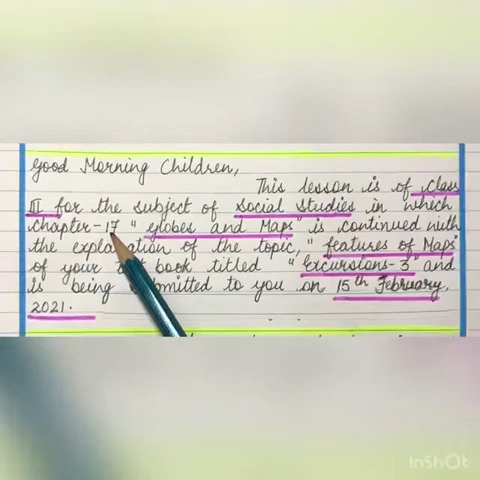 Good Morning Children,
This lesson is of Class
III for the subject of Social Studies in which
chapter-17 " globes and Maps" is continued with
the explanation of the topic, " features of Maps"
of your text book titled " Excursions-3" and
is being submitted to you on 15th February,
2021.
InShOt